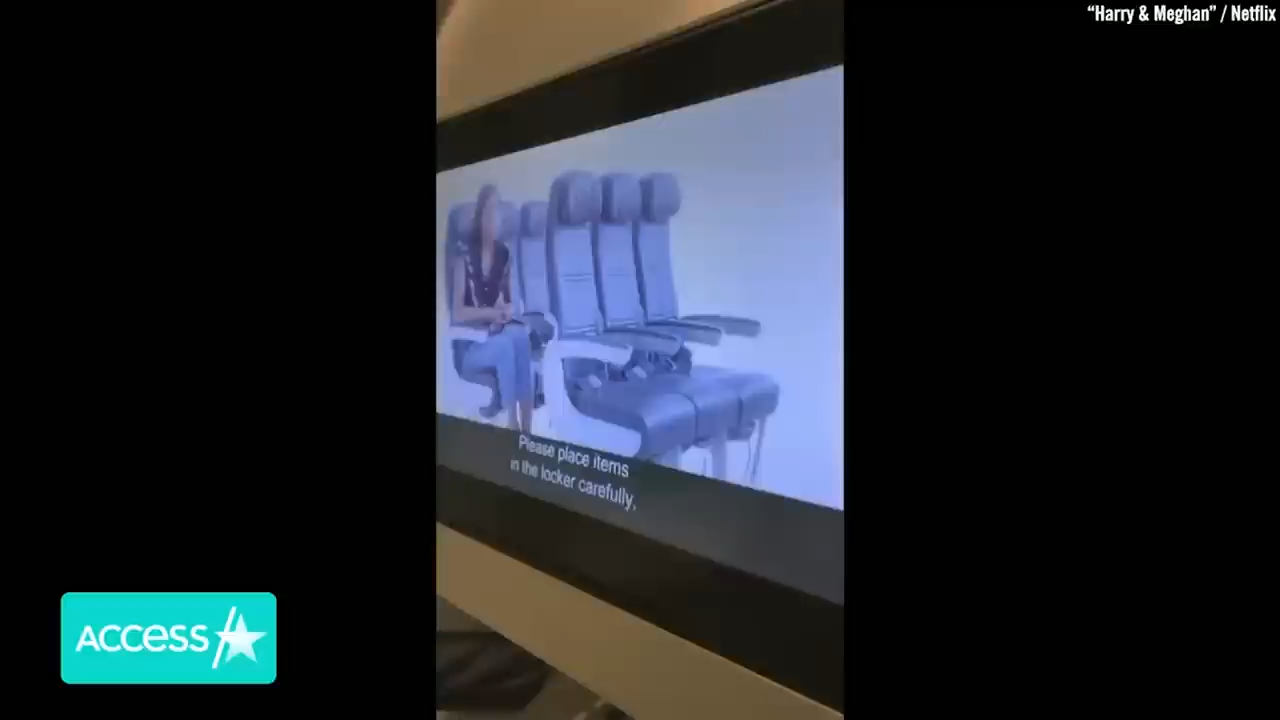 “Harry & Meghan” / Netflix
Please place items
in the locker carefully,
ACCESS